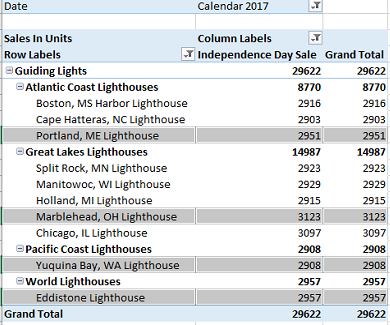 Date Calendar 2017
Sales In Units Column Labels
Row Labels Independence Day Sale Grand Total
Guiding Lights 29622 29622
Atlantic Coast Lighthouses 8770 8770
Boston, MS Harbor Lighthouse 2916 2916
Cape Hatteras, NC Lighthouse 2903 2903
Portland, ME Lighthouse 2951 2951
Great Lakes Lighthouses 14987 14987
Split Rock, MN Lighthouse 2923 2923
Manitowoc, WI Lighthouse 2929 2929
Holland, MI Lighthouse 2915 2915
Marblehead, OH Lighthouse 3123 3123
Chicago, IL Lighthouse 3097 3097
Pacific Coast Lighthouses 2908 2908
Yuquina Bay, WA Lighthouse 2908 2908
World Lighthouses 2957 2957
Eddistone Lighthouse 2957 2957
Grand Total 29622 29622